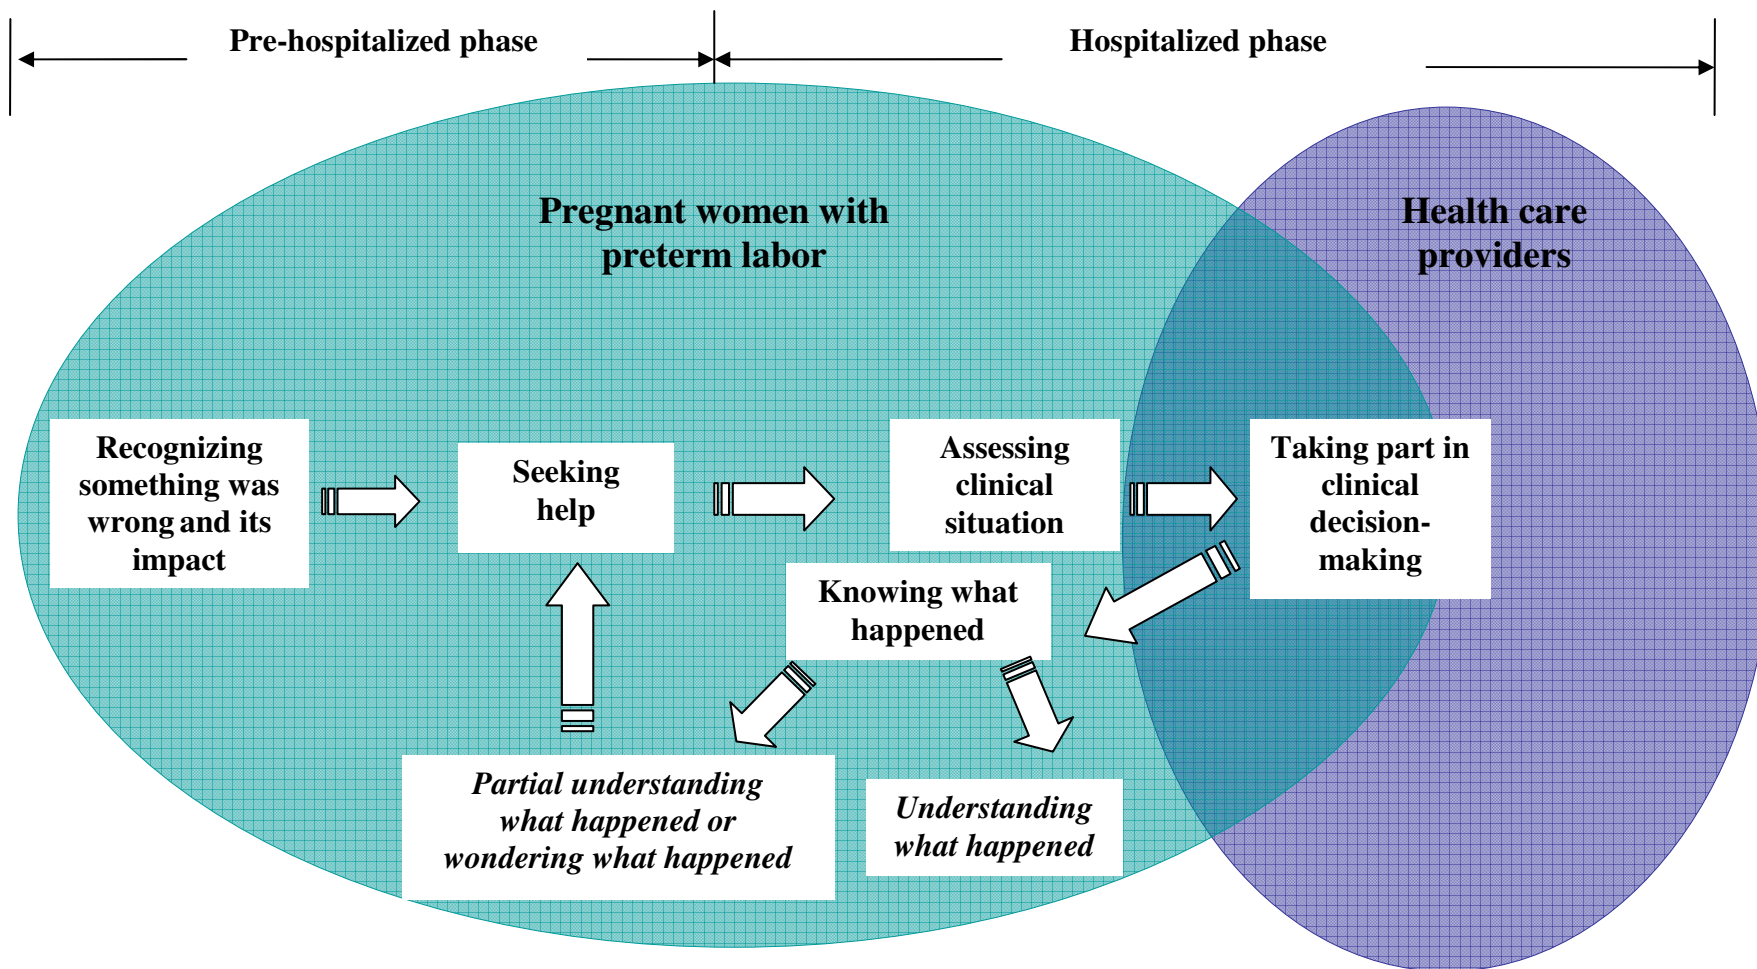 Pre-hospitalized phase
Hospitalized phase
Pregnant women with
preterm labor
Health care
providers
Recognizing
something was
wrong and its
impact
Seeking
help
Assessing
clinical
situation
Taking part in
clinical
decision-
making
Knowing what
happened
Partial understanding
what happened or
wondering what happened
Understanding
what happened